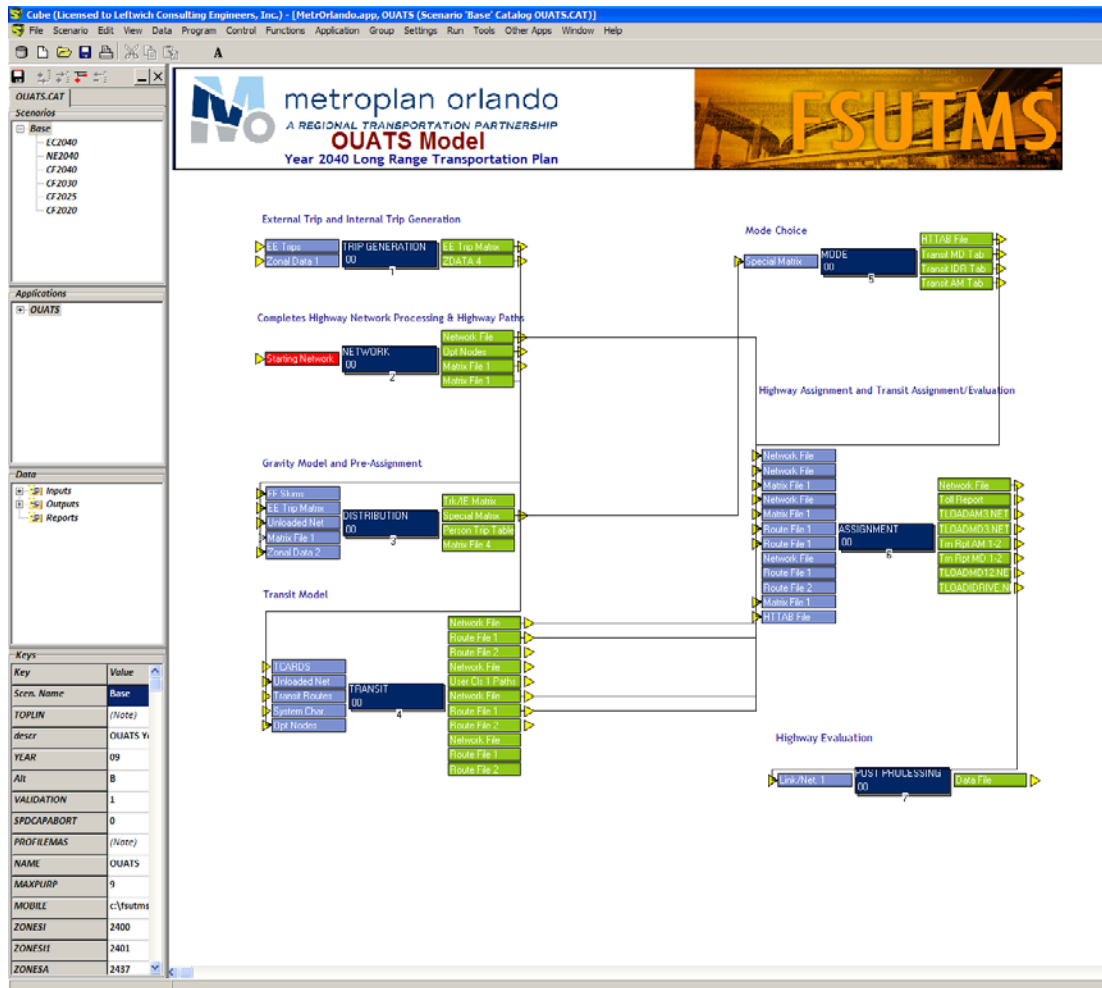 Cube (Licensed to Leftwich Consulting Engineers, Inc.) - [MetrOrlando.app, OUATS (Scenario 'Base' Catalog OUATS.CAT)]
File Scenario Edit View Data Program Control Functions Application Group Settings Run Tools Other Apps Window Help
A
OUATS.CAT
Scenarios
Base
EC2040
NE2040
CF2040
CF2030
CF2025
CF2020
Applications
OUATS
Data
Inputs
Outputs
Reports
Keys
Key Value
Scen. Name Base
TOPLIN (Note)
descr OUATS Ye
YEAR 09
Alt B
VALIDATION 1
SPDCAPABORT 0
PROFILEMAS (Note)
NAME OUATS
MAXPURP 9
MOBILE c:\fsutms
ZONESI 2400
ZONESI1 2401
ZONESA 2437
metroplan orlando
A REGIONAL TRANSPORTATION PARTNERSHIP
OUATS Model
Year 2040 Long Range Transportation Plan
FSUTMS
External Trip and Internal Trip Generation
EE Trips
Zonal Data 1
TRIP GENERATION
00
1
EE Trip Matrix
ZDATA 4
Completes Highway Network Processing & Highway Paths
Starting Network
NETWORK
00
2
Network File
Opt Nodes
Matrix File 1
Matrix File 1
Gravity Model and Pre-Assignment
FF Skims
EE Trip Matrix
Unloaded Net
Matrix File 1
Zonal Data 2
DISTRIBUTION
00
3
Trk/IE Matrix
Special Matrix
Person Trip Table
Matrix File 4
Transit Model
TCARDS
Unloaded Net
Transit Routes
System Char.
Opt Nodes
TRANSIT
00
4
Network File
Route File 1
Route File 2
Network File
User Cls 1 Paths
Network File
Route File 1
Route File 2
Network File
Route File 1
Route File 2
Mode Choice
Special Matrix
MODE
00
5
HTTAB File
Transit MD Tab
Transit IDR Tab
Transit AM Tab
Highway Assignment and Transit Assignment/Evaluation
Network File
Network File
Matrix File 1
Network File
Matrix File 1
Route File 1
Route File 1
Network File
Route File 1
Route File 2
Matrix File 1
HTTAB File
ASSIGNMENT
00
6
Network File
Toll Report
TLOADAM3.NET
TLOADMD3.NET
Trn Rpt AM 1-2
Trn Rpt MD 1-2
TLOADMD12.NE
TLOADIDRIVE.N
Highway Evaluation
Link/Net. 1
POST PROCESSING
00
7
Data File